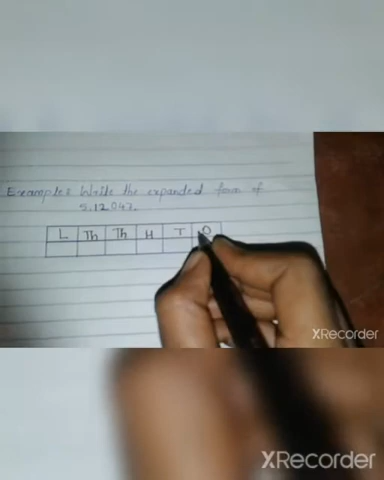 Example: Write the expanded form of
5,12,047.
L Th Th H T O
XRecorder
XRecorder